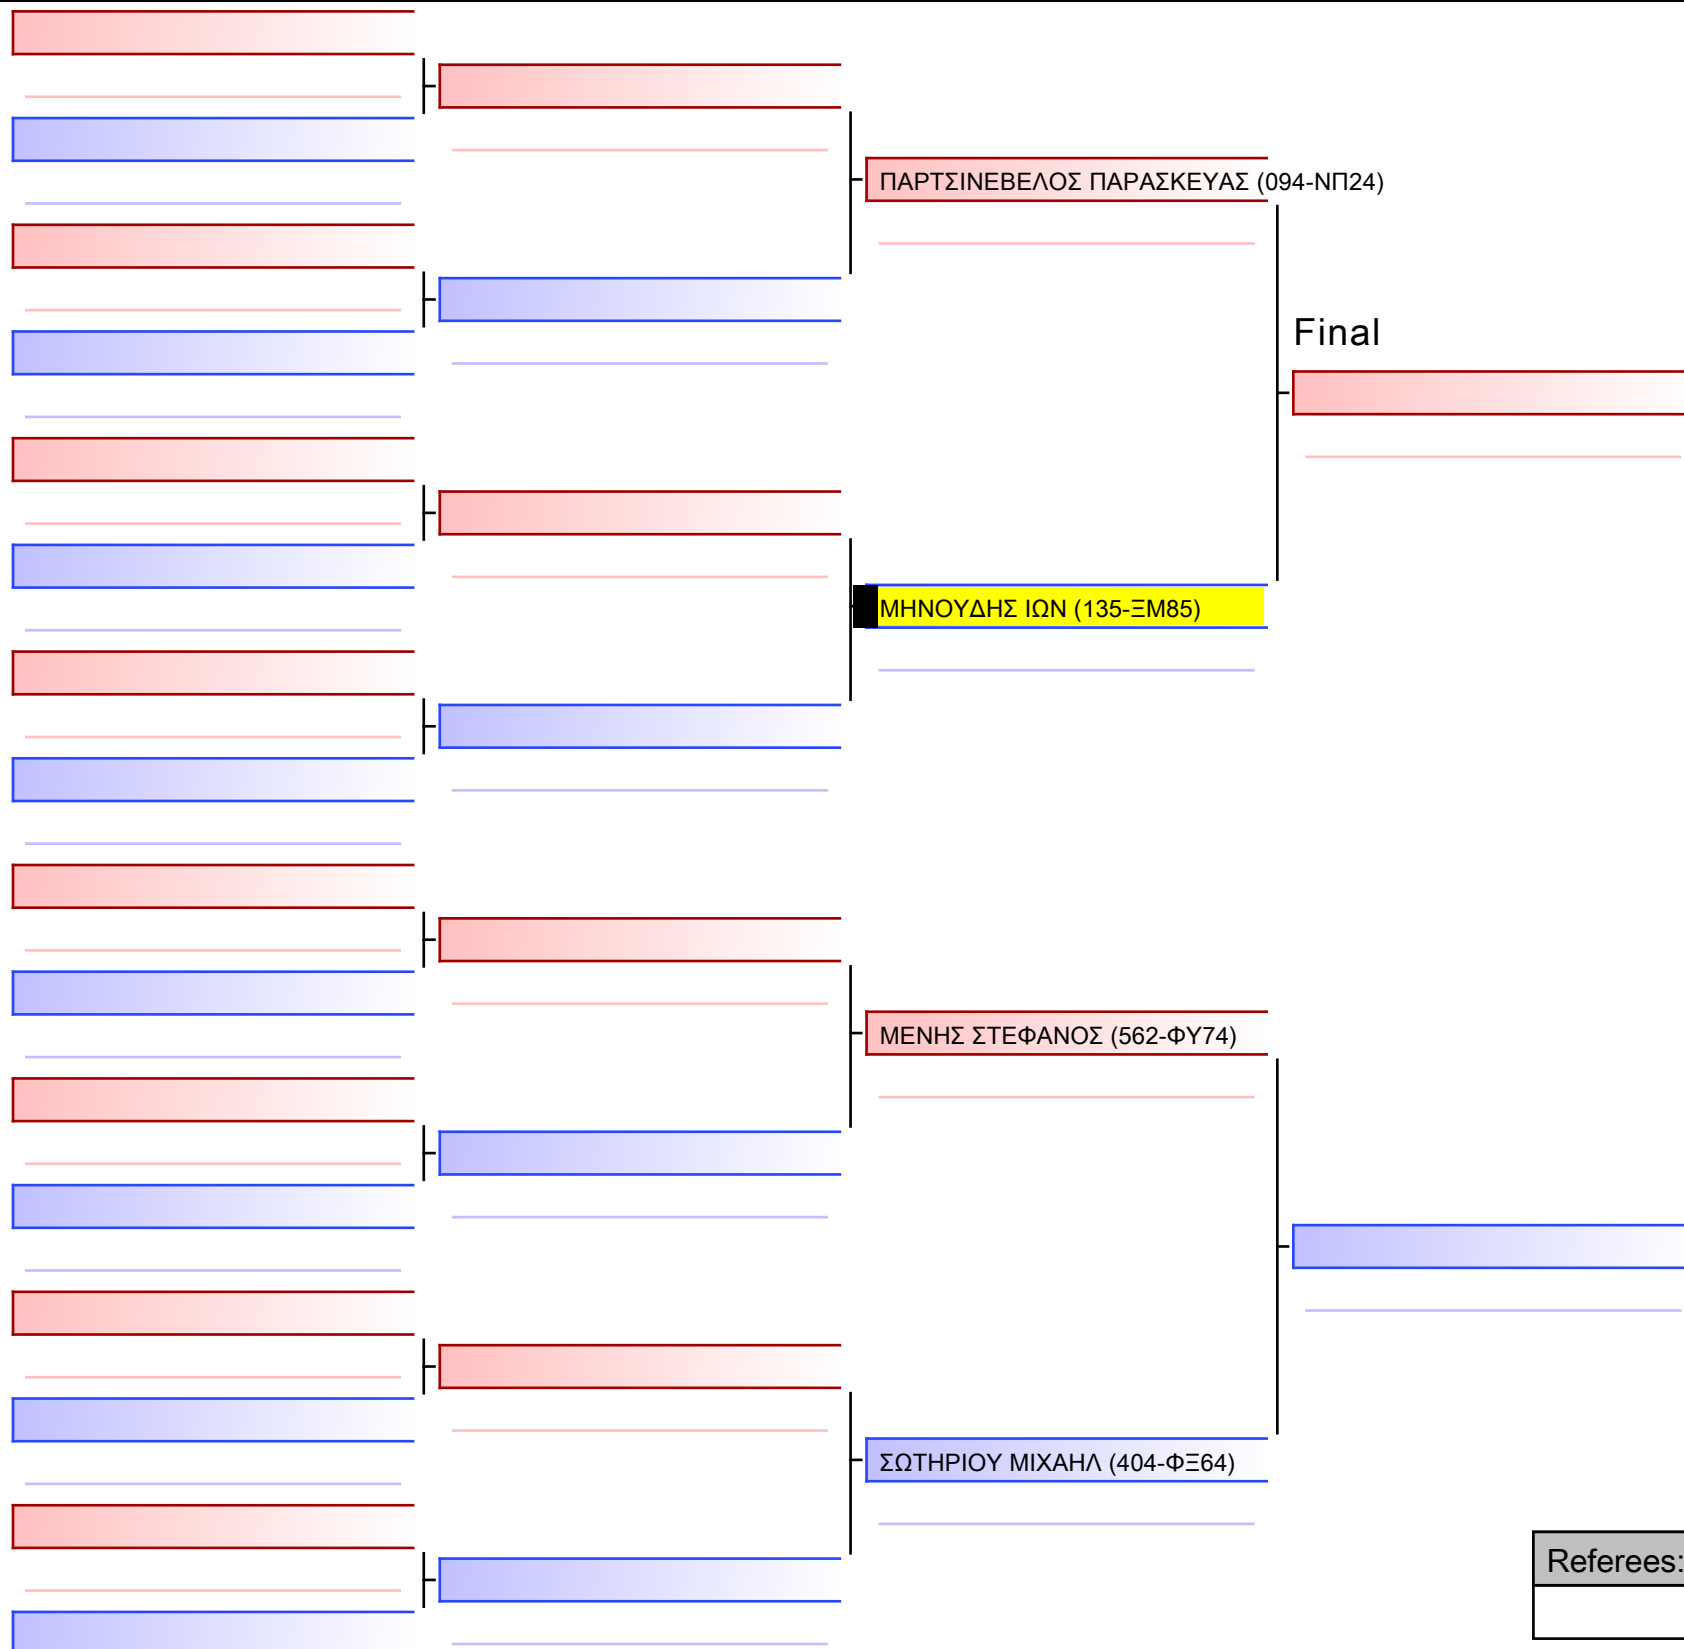 ΠΑΡΤΣΙΝΕΒΕΛΟΣ ΠΑΡΑΣΚΕΥΑΣ (094-ΝΠ24)
Final
ΜΗΝΟΥΔΗΣ ΙΩΝ (135-ΞΜ85)
ΜΕΝΗΣ ΣΤΕΦΑΝΟΣ (562-ΦΥ74)
ΣΩΤΗΡΙΟΥ ΜΙΧΑΗΛ (404-ΦΞ64)
Referees: